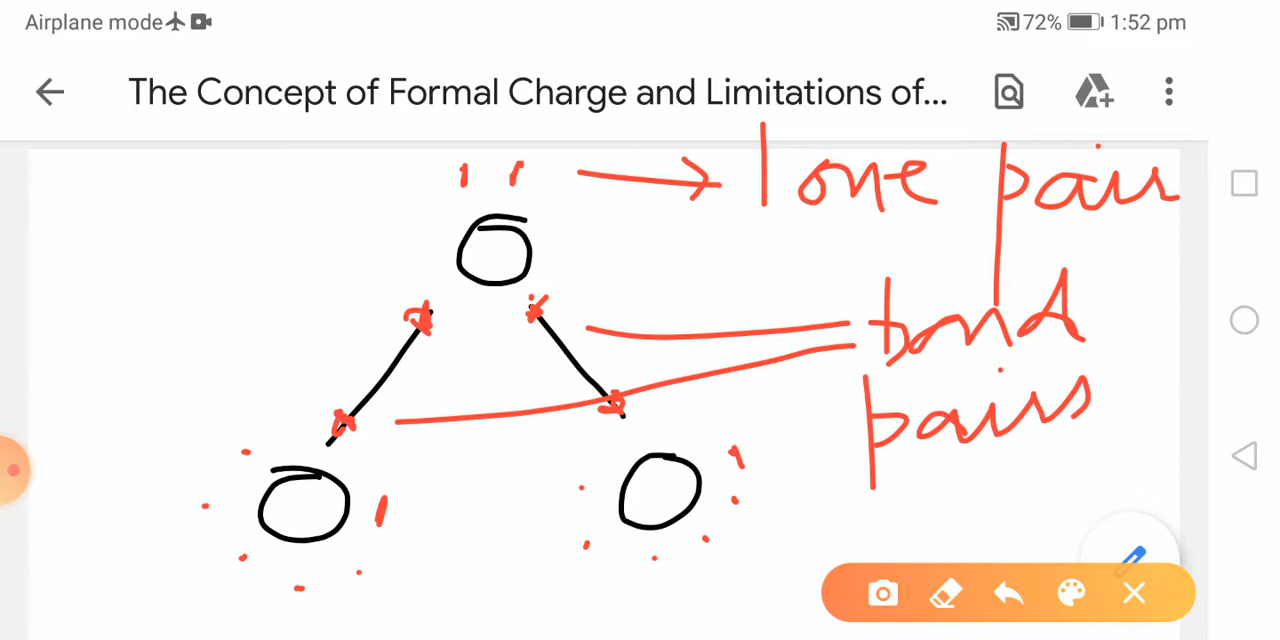 Airplane mode 72% 1:52 pm
The Concept of Formal Charge and Limitations of...
lone pair
O
bond
pairs
O O